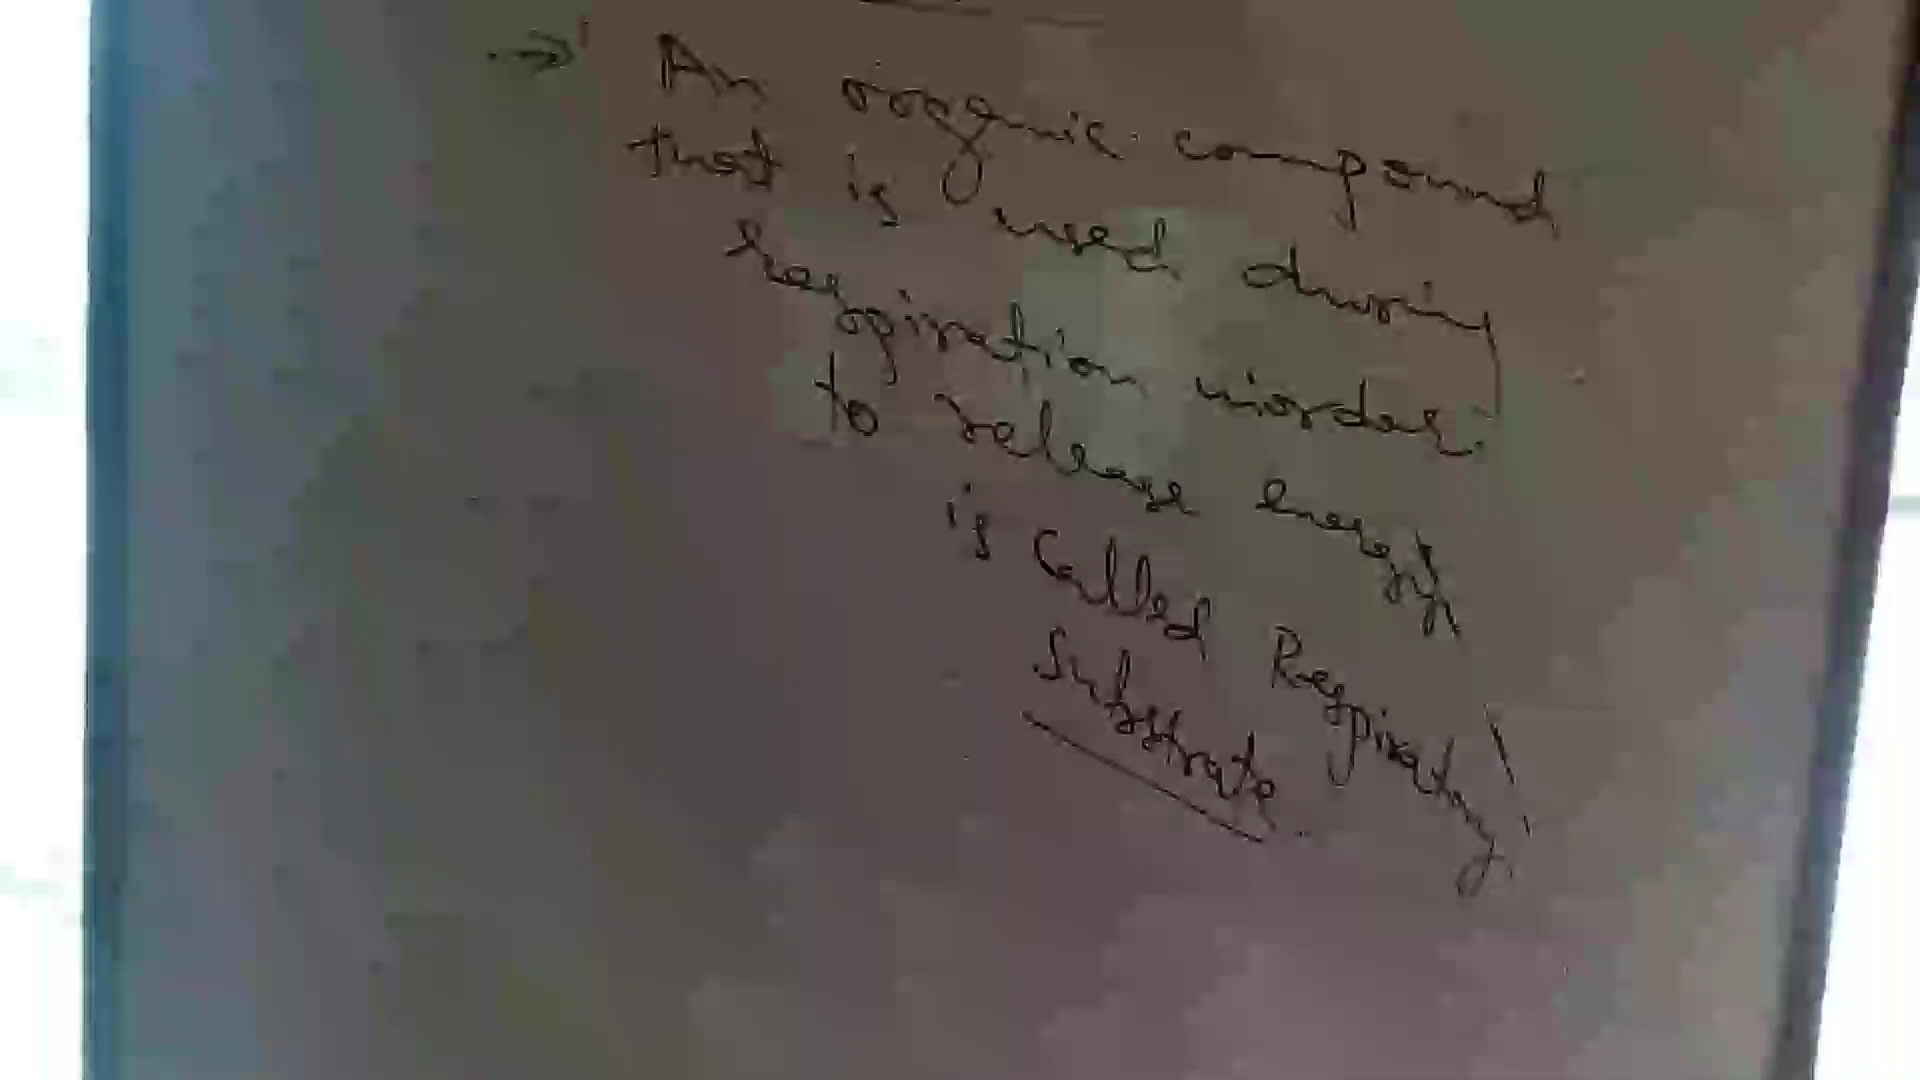 → An organic compound
that is used during
respiration inorder
to release energy
is called Respiratory
Substrate